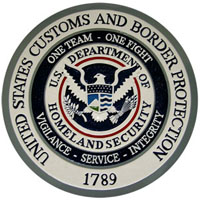 UNITED STATES CUSTOMS AND BORDER PROTECTION
ONE TEAM - ONE FIGHT
U.S. DEPARTMENT OF
HOMELAND SECURITY
VIGILANCE - SERVICE - INTEGRITY
1789